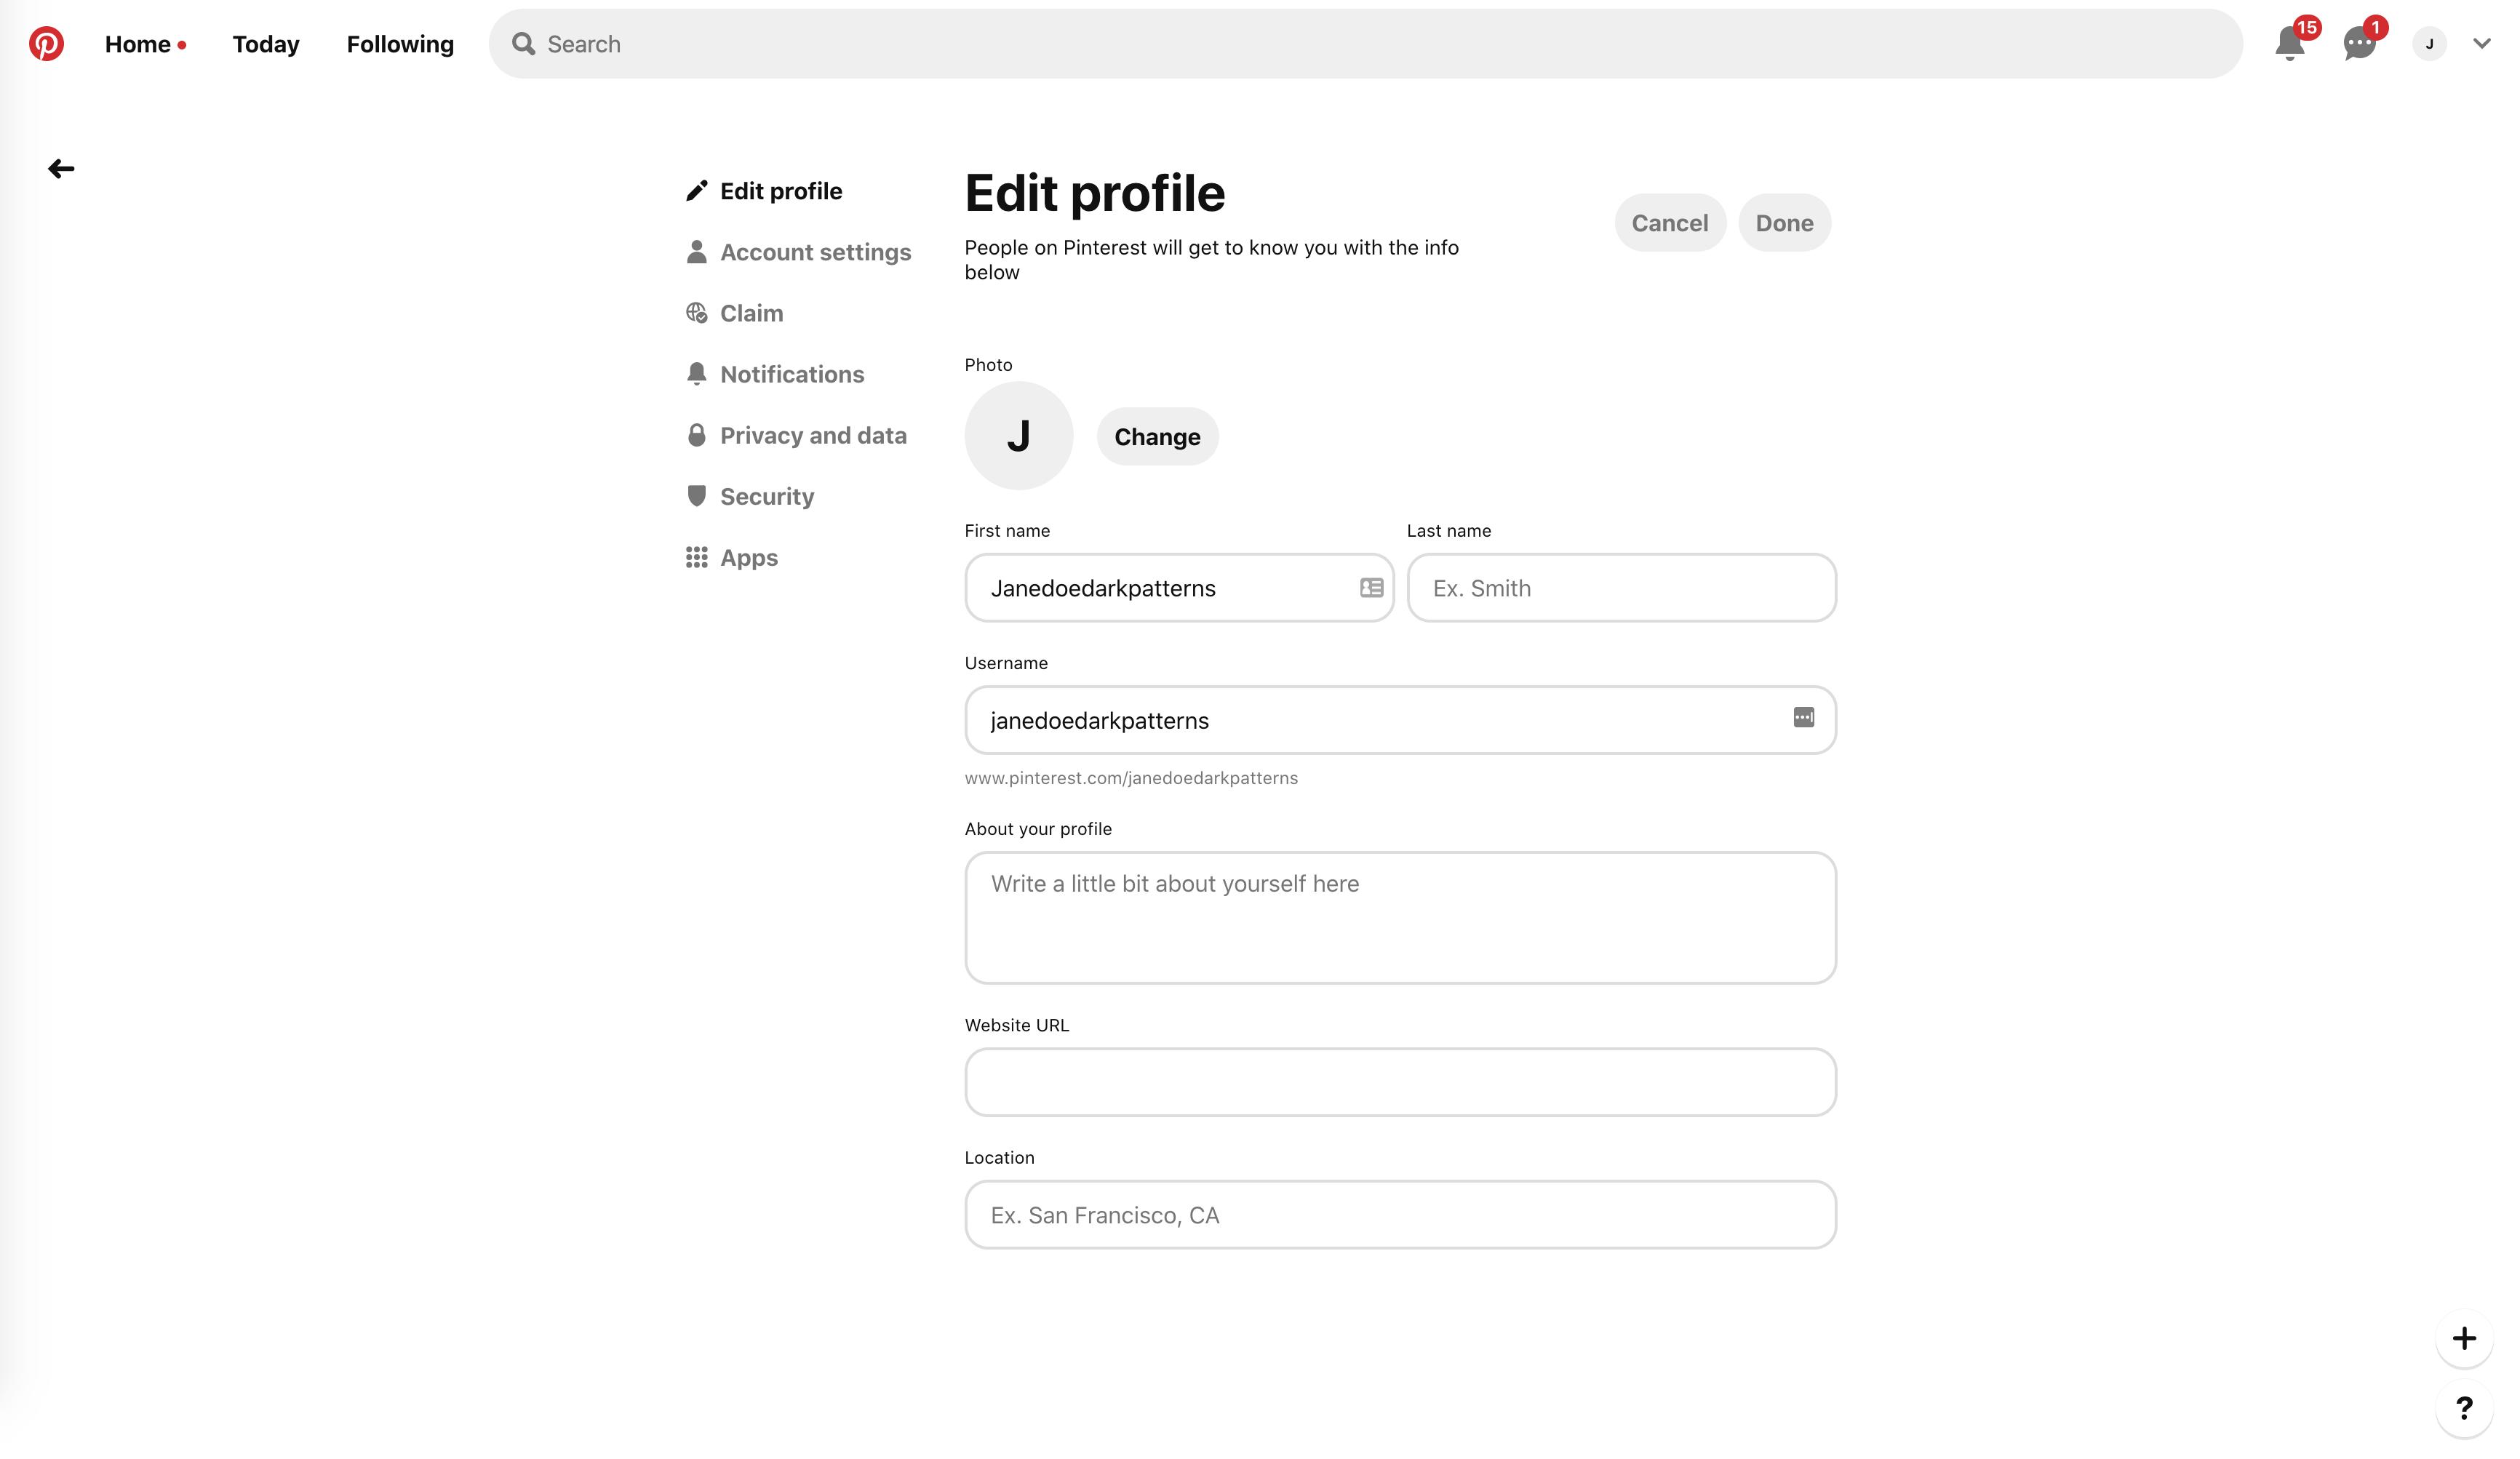 Home
Today
Following
Search
15
1
J
Edit profile
Account settings
Claim
Notifications
Privacy and data
Security
Apps
Edit profile
People on Pinterest will get to know you with the info
below
Cancel
Done
Photo
J
Change
First name
Last name
Janedoedarkpatterns
Ex. Smith
Username
janedoedarkpatterns
www.pinterest.com/janedoedarkpatterns
About your profile
Write a little bit about yourself here
Website URL
Location
Ex. San Francisco, CA
+
?